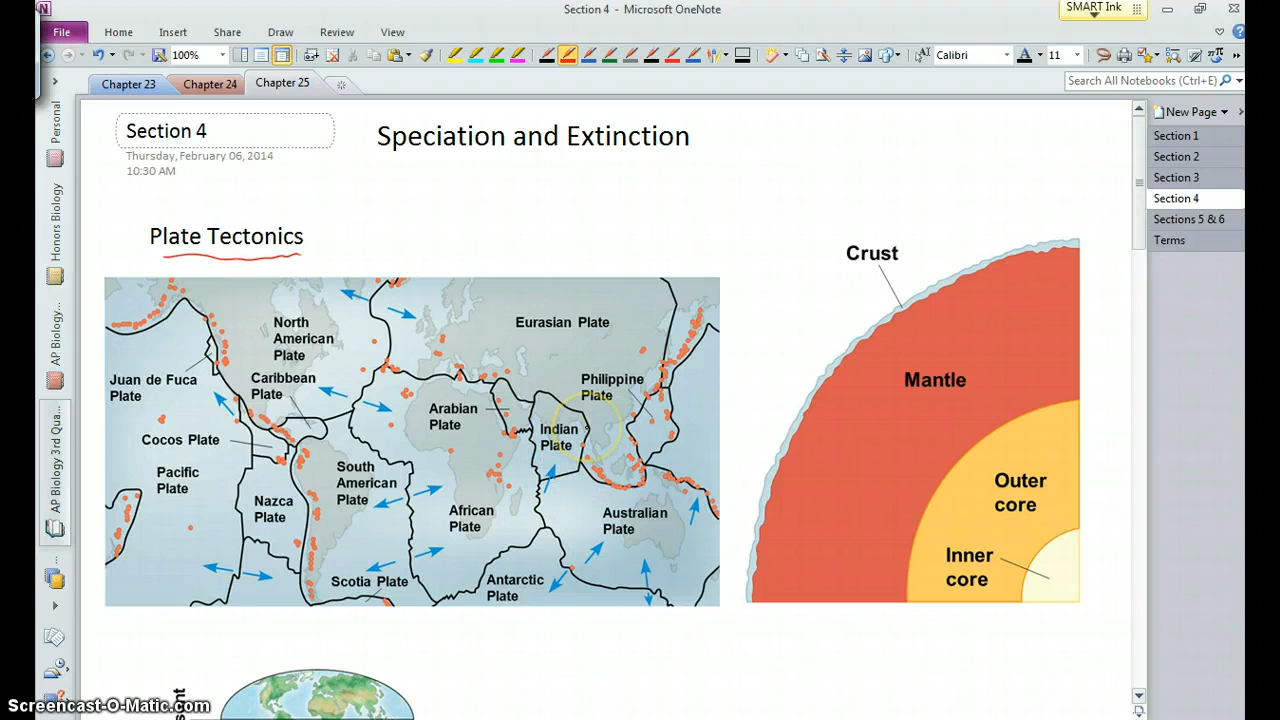 Section 4 - Microsoft OneNote
SMART Ink
File Home Insert Share Draw Review View
100% Calibri 11
Chapter 23 Chapter 24 Chapter 25
Search All Notebooks (Ctrl+E)
New Page
Section 1
Section 2
Section 3
Section 4
Sections 5 & 6
Terms
Personal
Honors Biology
AP Biology...
AP Biology 3rd Qua...
Section 4
Thursday, February 06, 2014
10:30 AM
Speciation and Extinction
Plate Tectonics
North
American
Plate
Eurasian Plate
Juan de Fuca
Plate
Caribbean
Plate
Philippine
Plate
Arabian
Plate
Indian
Plate
Cocos Plate
Pacific
Plate
South
American
Plate
Nazca
Plate
African
Plate
Australian
Plate
Scotia Plate
Antarctic
Plate
Crust
Mantle
Outer
core
Inner
core
Screencast-O-Matic.com